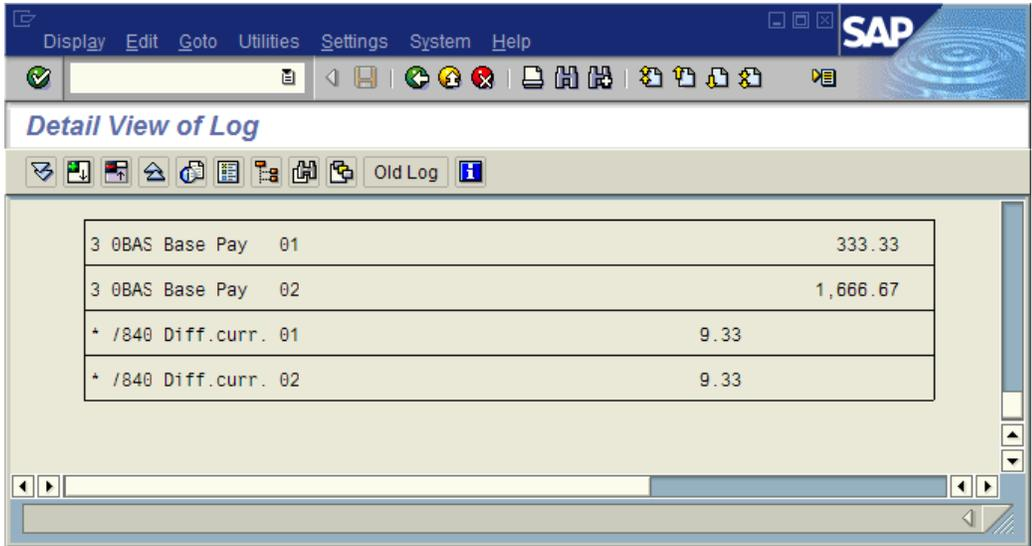 Display Edit Goto Utilities Settings System Help
SAP
Detail View of Log
Old Log
3 0BAS Base Pay 01 333.33
3 0BAS Base Pay 02 1,666.67
* /840 Diff.curr. 01 9.33
* /840 Diff.curr. 02 9.33